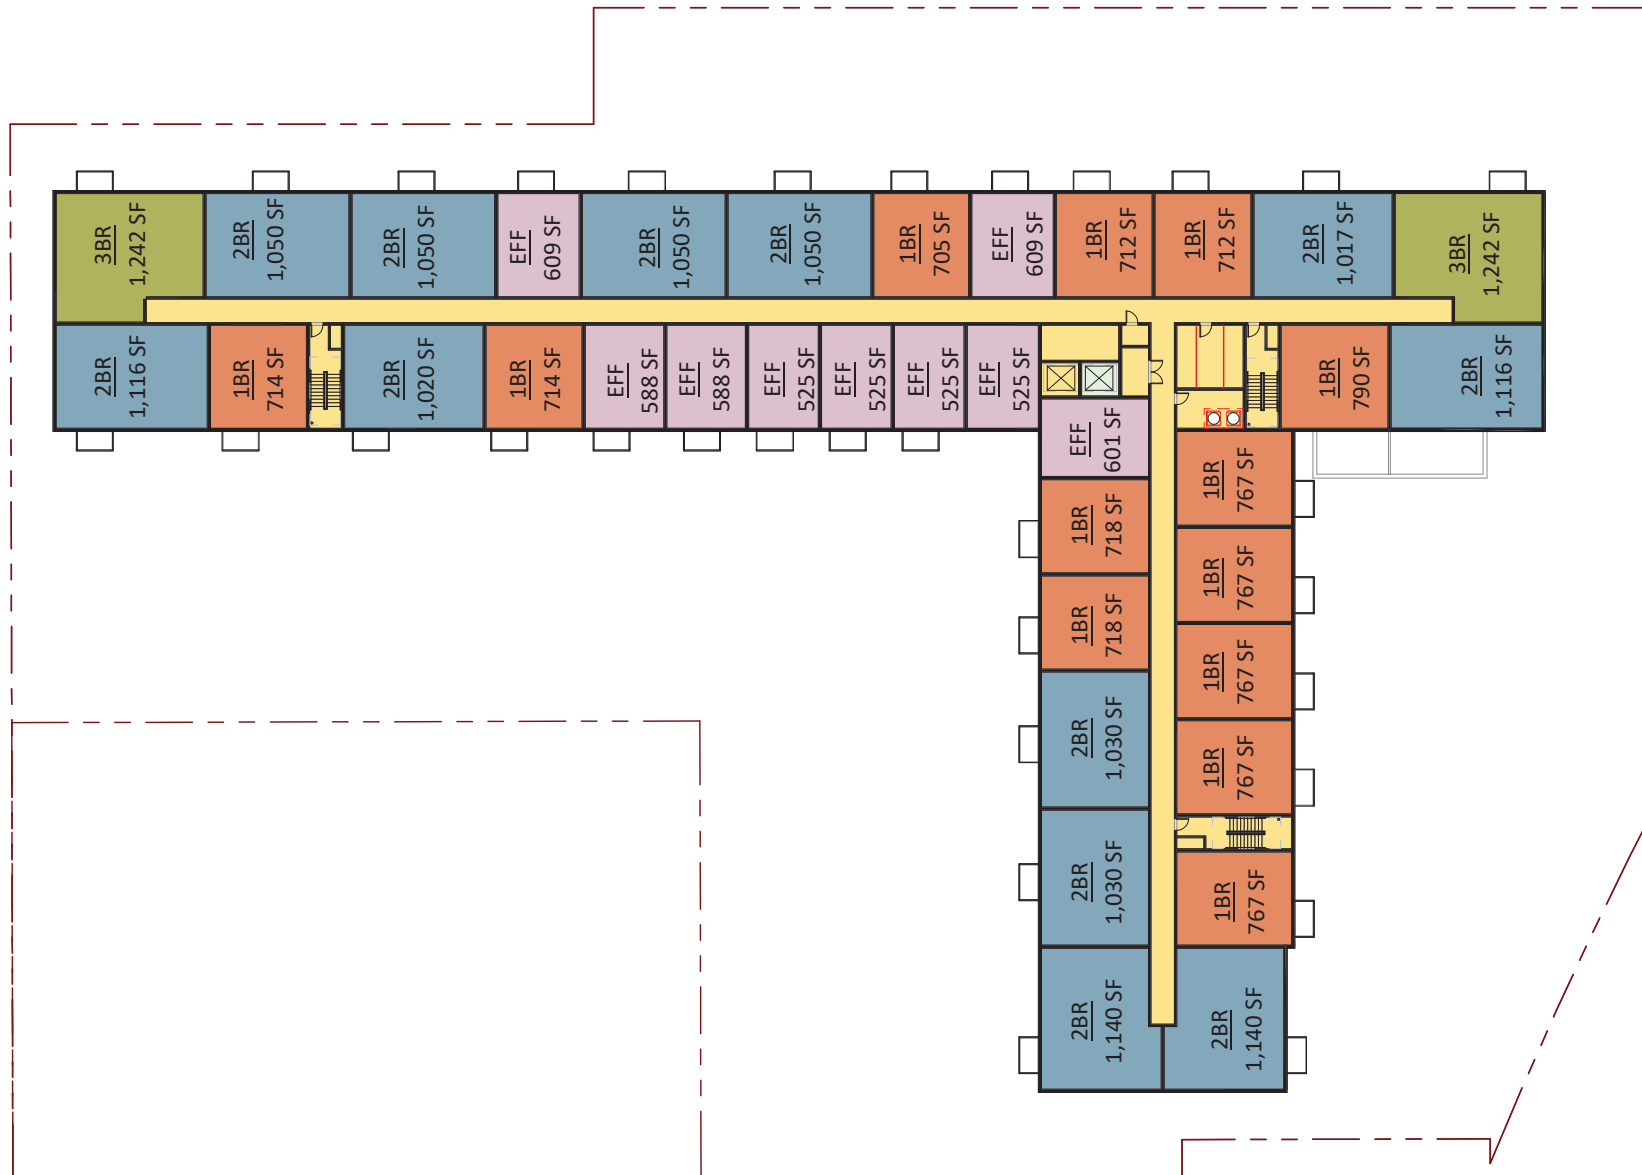 3BR
1,242 SF
2BR
1,050 SF
2BR
1,050 SF
EFF
609 SF
2BR
1,050 SF
2BR
1,050 SF
1BR
705 SF
EFF
609 SF
1BR
712 SF
1BR
712 SF
2BR
1,017 SF
3BR
1,242 SF
2BR
1,116 SF
1BR
714 SF
2BR
1,020 SF
1BR
714 SF
EFF
588 SF
EFF
588 SF
EFF
525 SF
EFF
525 SF
EFF
525 SF
EFF
525 SF
1BR
790 SF
2BR
1,116 SF
EFF
601 SF
1BR
767 SF
1BR
718 SF
1BR
767 SF
1BR
718 SF
1BR
767 SF
2BR
1,030 SF
1BR
767 SF
2BR
1,030 SF
1BR
767 SF
2BR
1,140 SF
2BR
1,140 SF